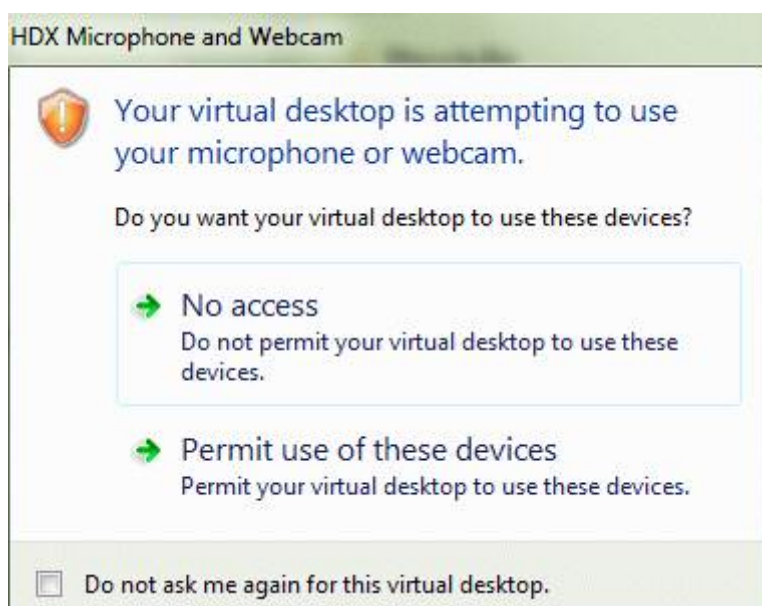 HDX Microphone and Webcam
Your virtual desktop is attempting to use
your microphone or webcam.
Do you want your virtual desktop to use these devices?
No access
Do not permit your virtual desktop to use these
devices.
Permit use of these devices
Permit your virtual desktop to use these devices.
Do not ask me again for this virtual desktop.